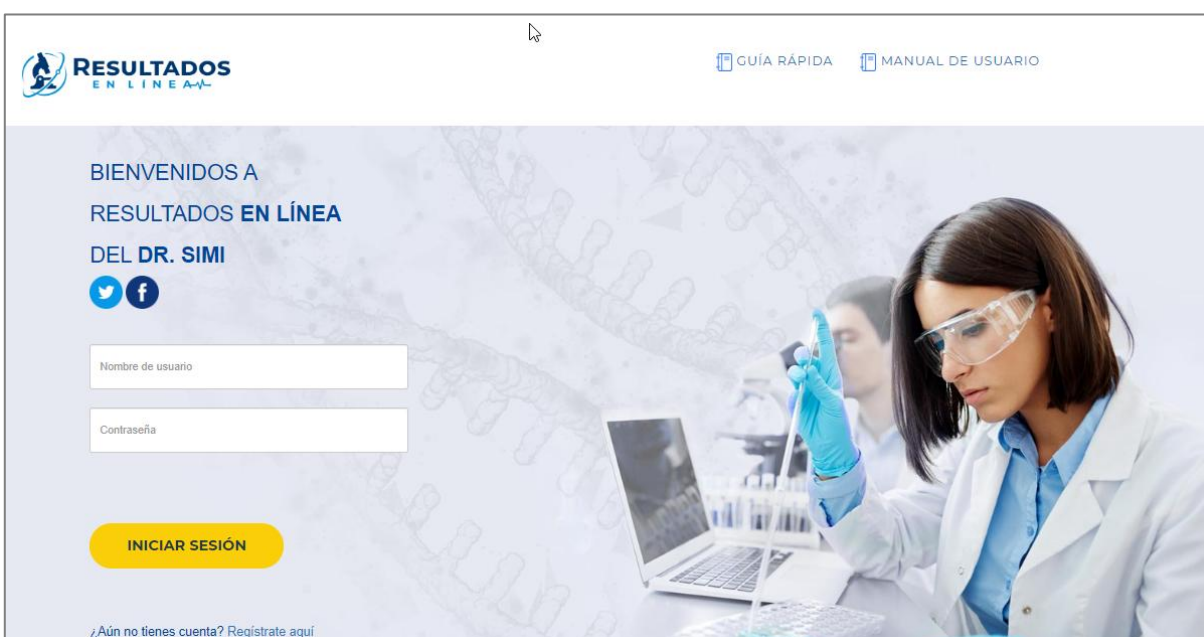 RESULTADOS
EN LÍNEA
GUÍA RÁPIDA
MANUAL DE USUARIO
BIENVENIDOS A
RESULTADOS EN LÍNEA
DEL DR. SIMI
Nombre de usuario
Contraseña
INICIAR SESIÓN
¿Aún no tienes cuenta? Regístrate aquí